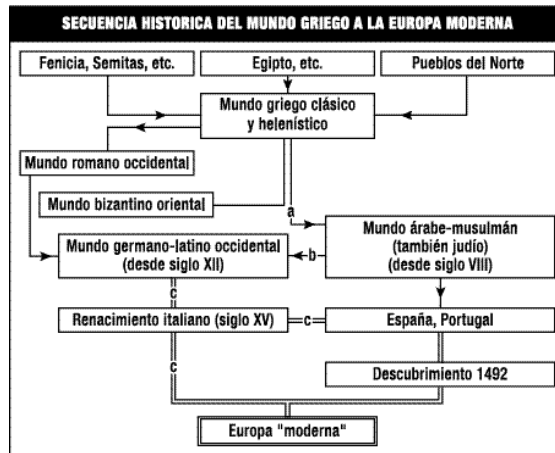 SECUENCIA HISTORICA DEL MUNDO GRIEGO A LA EUROPA MODERNA
Fenicia, Semitas, etc.
Egipto, etc.
Pueblos del Norte
Mundo griego clásico
y helenístico
Mundo romano occidental
Mundo bizantino oriental
a
Mundo germano-latino occidental
(desde siglo XII)
b
Mundo árabe-musulmán
(también judío)
(desde siglo VIII)
c
Renacimiento italiano (siglo XV)
c
España, Portugal
c
Descubrimiento 1492
Europa "moderna"